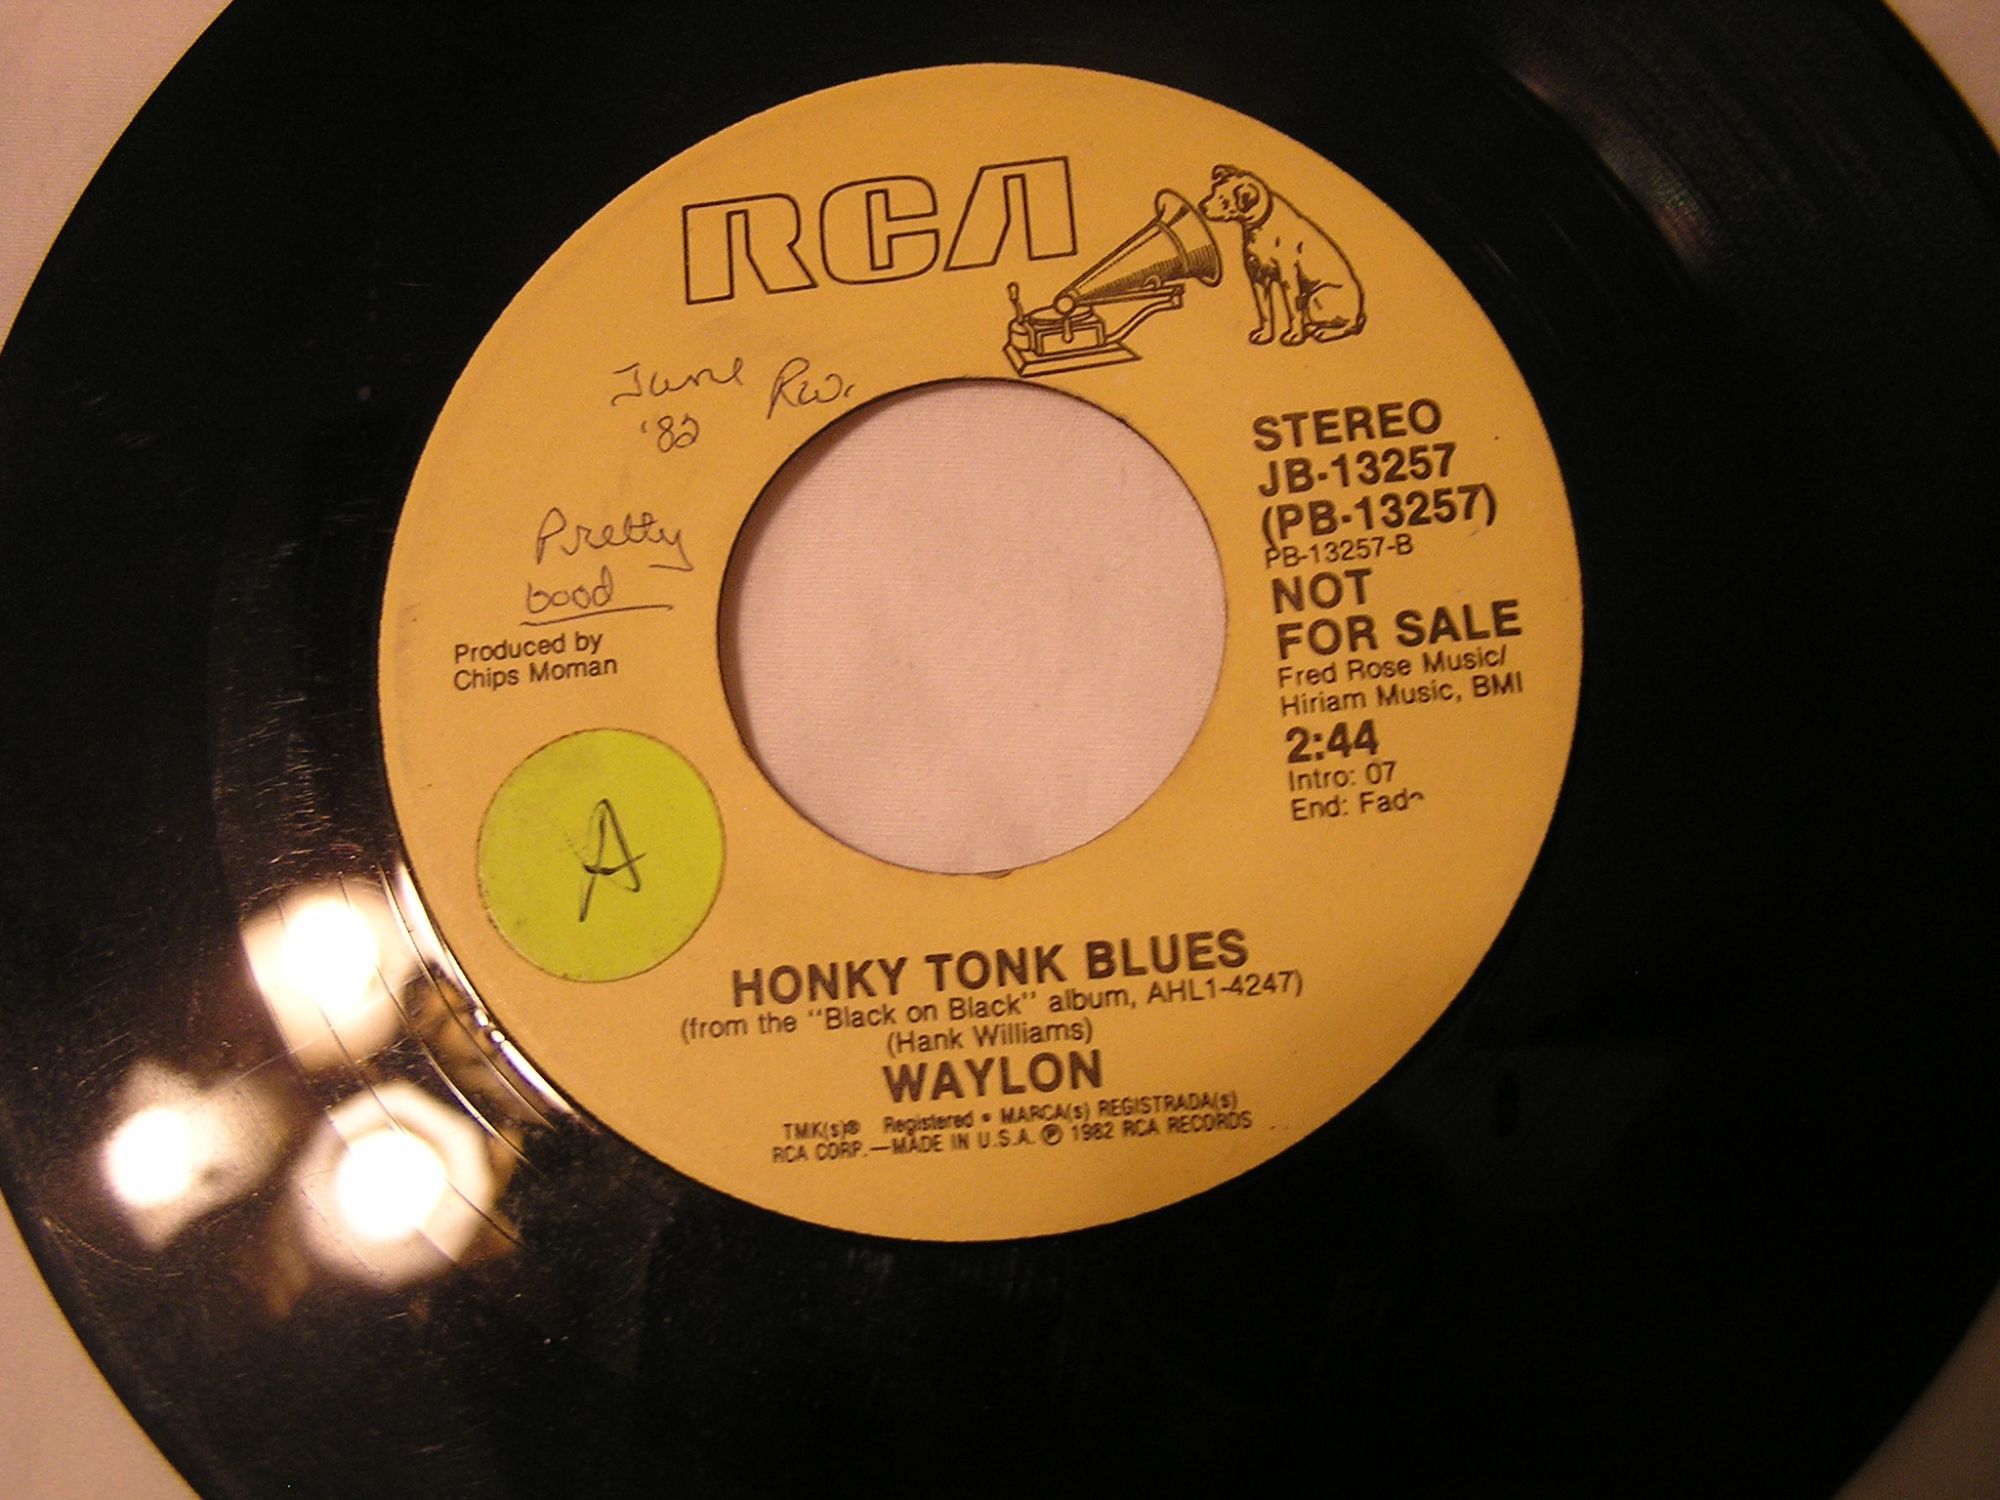 RCA
June Rw.
'82
Pretty
Good
Produced by
Chips Moman
A
STEREO
JB-13257
(PB-13257)
PB-13257-B
NOT
FOR SALE
Fred Rose Music/
Hiriam Music, BMI
2:44
Intro: 07
End: Fade
HONKY TONK BLUES
(from the "Black on Black" album, AHL1-4247)
(Hank Williams)
WAYLON
TMK(s)® Registered • MARCA(s) REGISTRADA(s)
RCA CORP.—MADE IN U.S.A. ℗ 1982 RCA RECORDS